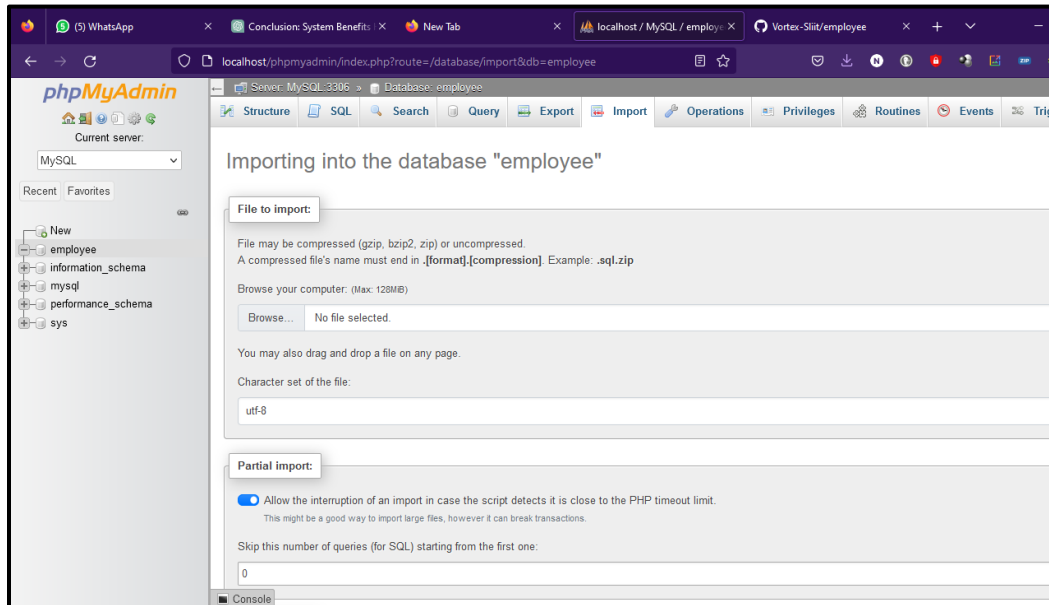 (5) WhatsApp
Conclusion: System Benefits
New Tab
localhost / MySQL / employe
Vortex-Sliit/employee
localhost/phpmyadmin/index.php?route=/database/import&db=employee
phpMyAdmin
Current server:
MySQL
Recent Favorites
New
employee
information_schema
mysql
performance_schema
sys
Server: MySQL:3306 » Database: employee
Structure SQL Search Query Export Import Operations Privileges Routines Events Trig
Importing into the database "employee"
File to import:
File may be compressed (gzip, bzip2, zip) or uncompressed.
A compressed file's name must end in .[format].[compression]. Example: .sql.zip
Browse your computer: (Max: 128MiB)
Browse... No file selected.
You may also drag and drop a file on any page.
Character set of the file:
utf-8
Partial import:
Allow the interruption of an import in case the script detects it is close to the PHP timeout limit.
This might be a good way to import large files, however it can break transactions.
Skip this number of queries (for SQL) starting from the first one:
0
Console